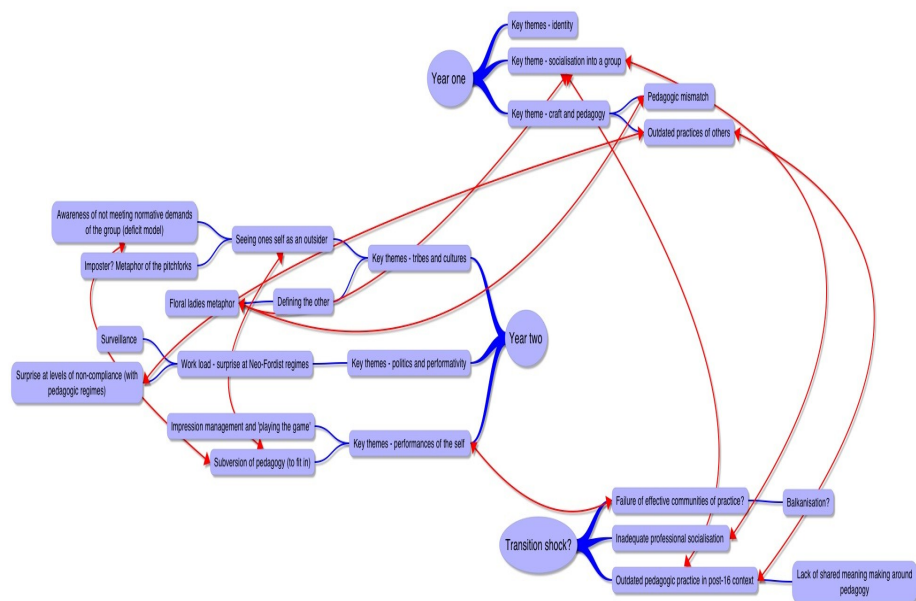 Key themes - identity
Year one
Key theme - socialisation into a group
Key theme - craft and pedagogy
Pedagogic mismatch
Outdated practices of others
Awareness of not meeting normative demands
of the group (deficit model)
Seeing ones self as an outsider
Imposter? Metaphor of the pitchforks
Key themes - tribes and cultures
Floral ladies metaphor
Defining the other
Year two
Surveillance
Work load - surprise at Neo-Fordist regimes
Key themes - politics and performativity
Surprise at levels of non-compliance (with
pedagogic regimes)
Impression management and 'playing the game'
Key themes - performances of the self
Subversion of pedagogy (to fit in)
Failure of effective communities of practice?
Balkanisation?
Transition shock?
Inadequate professional socialisation
Outdated pedagogic practice in post-16 context
Lack of shared meaning making around
pedagogy